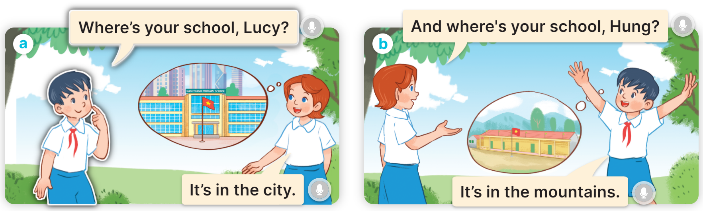 a
Where's your school, Lucy?
It's in the city.
b
And where's your school, Hung?
It's in the mountains.